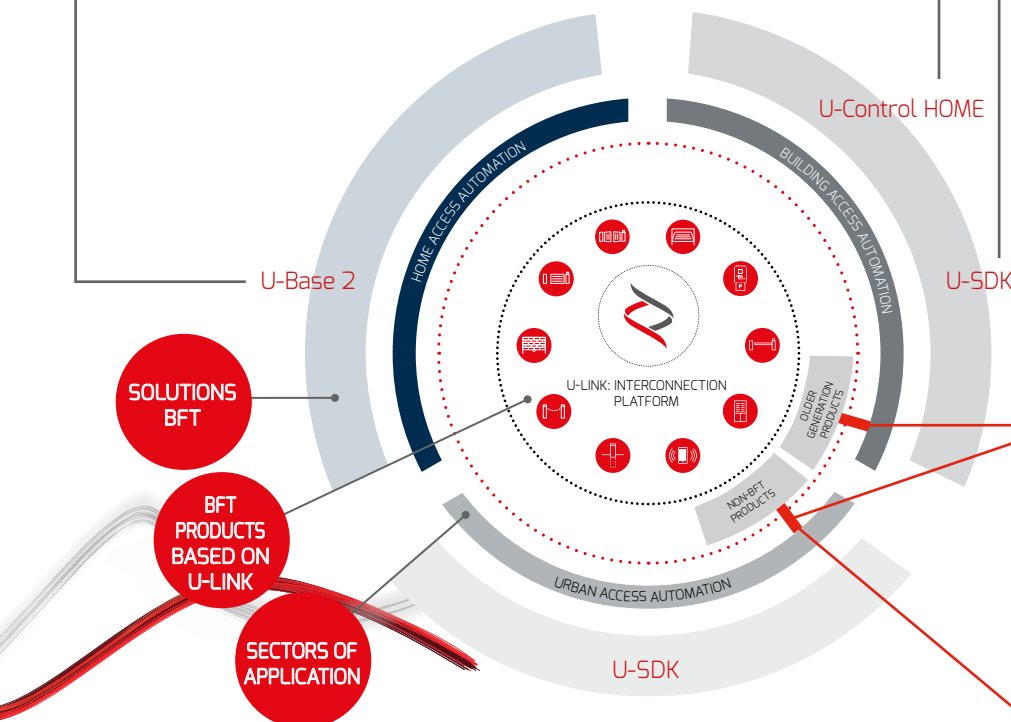 U-Control HOME
HOME ACCESS AUTOMATION
BUILDING ACCESS AUTOMATION
U-Base 2
U-SDK
P
SOLUTIONS
BFT
U-LINK: INTERCONNECTION
PLATFORM
OLDER
GENERATION
PRODUCTS
NON-BFT
PRODUCTS
BFT
PRODUCTS
BASED ON
U-LINK
URBAN ACCESS AUTOMATION
SECTORS OF
APPLICATION
U-SDK